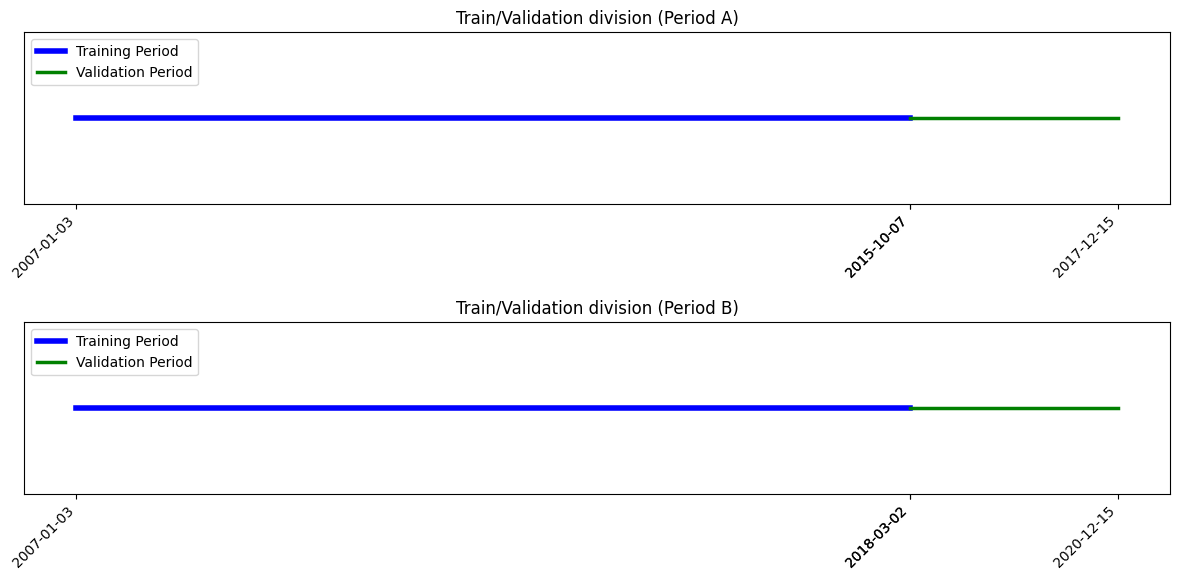 Train/Validation division (Period A)
Training Period
Validation Period
2007-01-03
2015-10-07
2017-12-15
Train/Validation division (Period B)
Training Period
Validation Period
2007-01-03
2018-03-02
2020-12-15